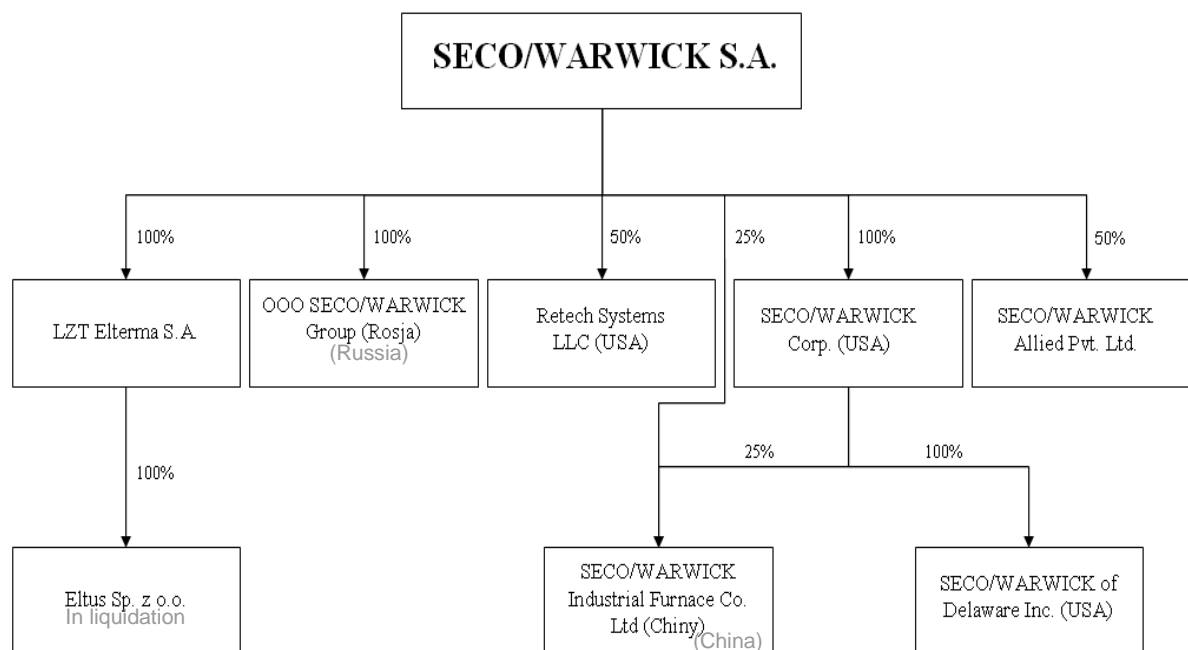 SECO/WARWICK S.A.
100%
100%
50%
25%
100%
50%
LZT Elterma S.A.
OOO SECO/WARWICK
Group (Rosja)
(Russia)
Retech Systems
LLC (USA)
SECO/WARWICK
Corp. (USA)
SECO/WARWICK
Allied Pvt. Ltd.
100%
25%
100%
Eltus Sp. z o.o.
In liquidation
SECO/WARWICK
Industrial Furnace Co.
Ltd (Chiny)
(China)
SECO/WARWICK of
Delaware Inc. (USA)